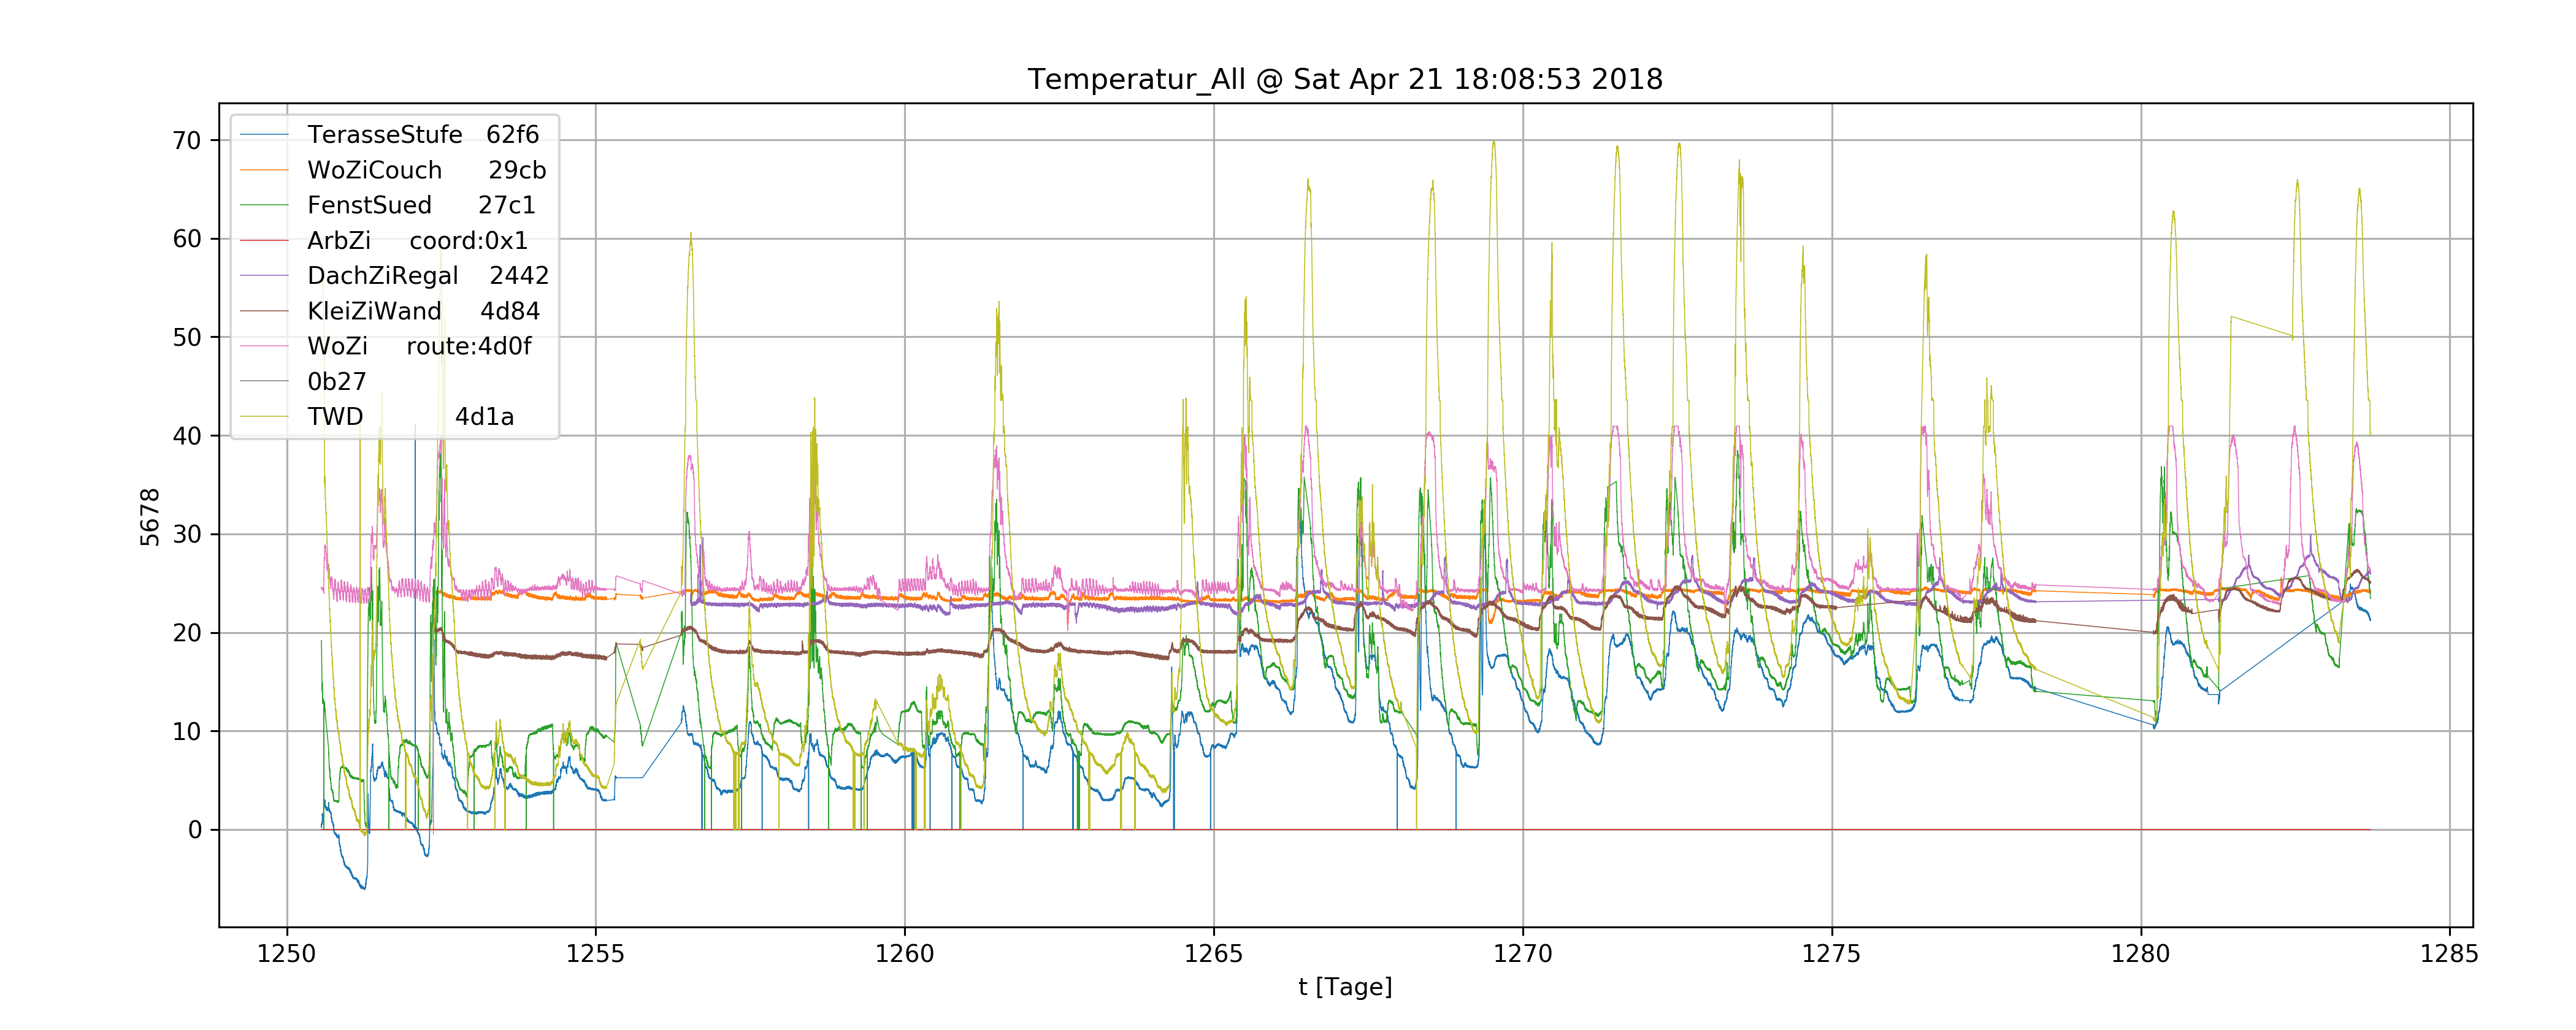 Temperatur_All @ Sat Apr 21 18:08:53 2018
70
60
50
40
30
20
10
0
5678
TerasseStufe 62f6
WoZiCouch 29cb
FenstSued 27c1
ArbZi coord:0x1
DachZiRegal 2442
KleiZiWand 4d84
WoZi route:4d0f
0b27
TWD 4d1a
1250 1255 1260 1265 1270 1275 1280 1285
t [Tage]